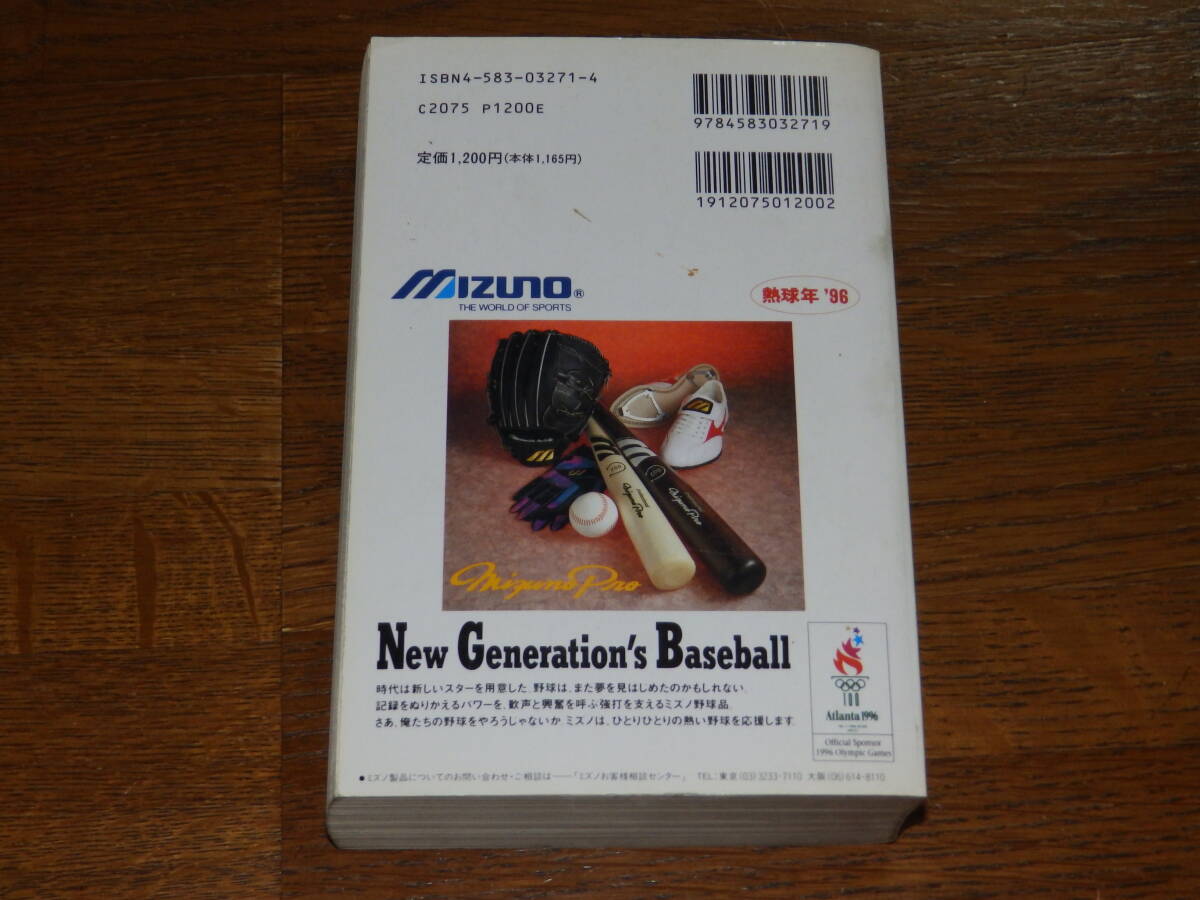 ISBN4-583-03271-4
C2075 P1200E
9784583032719
定価1,200円(本体1,165円)
1912075012002
MIZUNO®
THE WORLD OF SPORTS
熱球年 '96
Mizuno Pro
Mizuno Pro
Mizuno Pro
New Generation's Baseball
時代は新しいスターを用意した。野球は、また夢を見はじめたのかもしれない。
記録をぬりかえるパワーを、歓声と興奮を呼ぶ強打を支えるミズノ野球品。
さあ、俺たちの野球をやろうじゃないか。ミズノは、ひとりひとりの熱い野球を応援します。
100
Atlanta 1996
Official Sponsor
1996 Olympic Games
●ミズノ製品についてのお問い合わせ・ご相談は――「ミズノお客様相談センター」 TEL:東京(03)3233-7110 大阪(06)614-8110